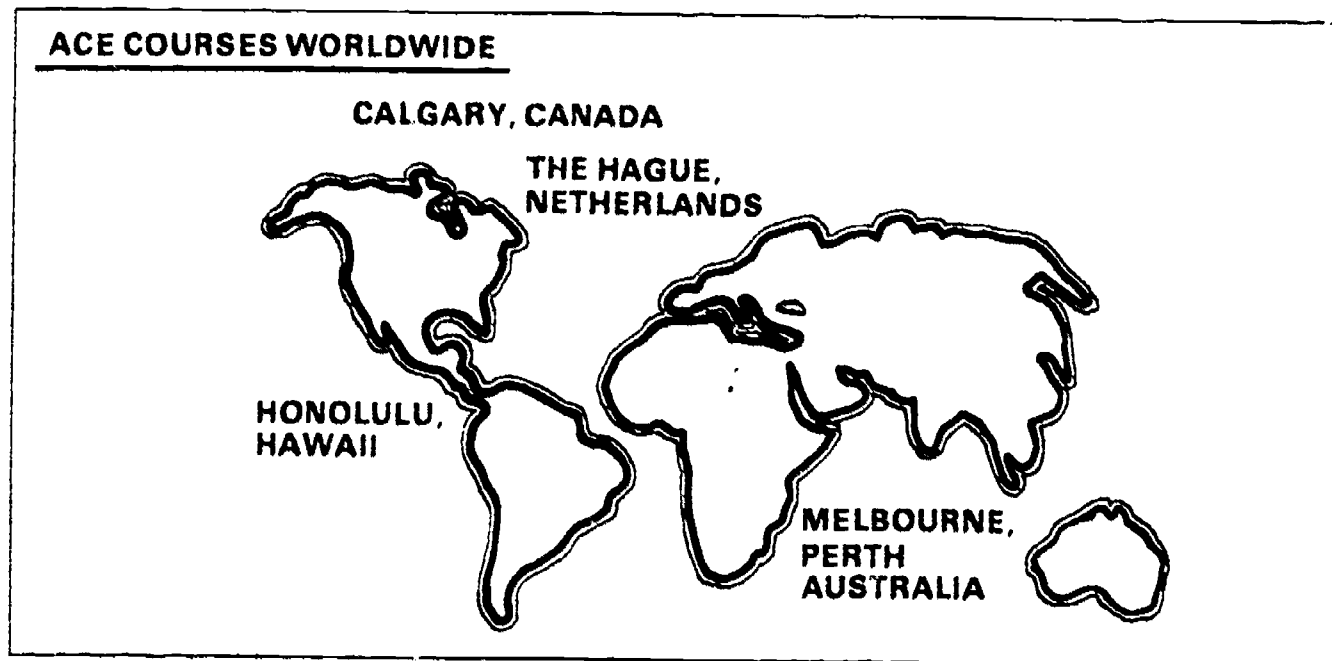 ACE COURSES WORLDWIDE
CALGARY, CANADA
THE HAGUE,
NETHERLANDS
HONOLULU,
HAWAII
MELBOURNE,
PERTH
AUSTRALIA